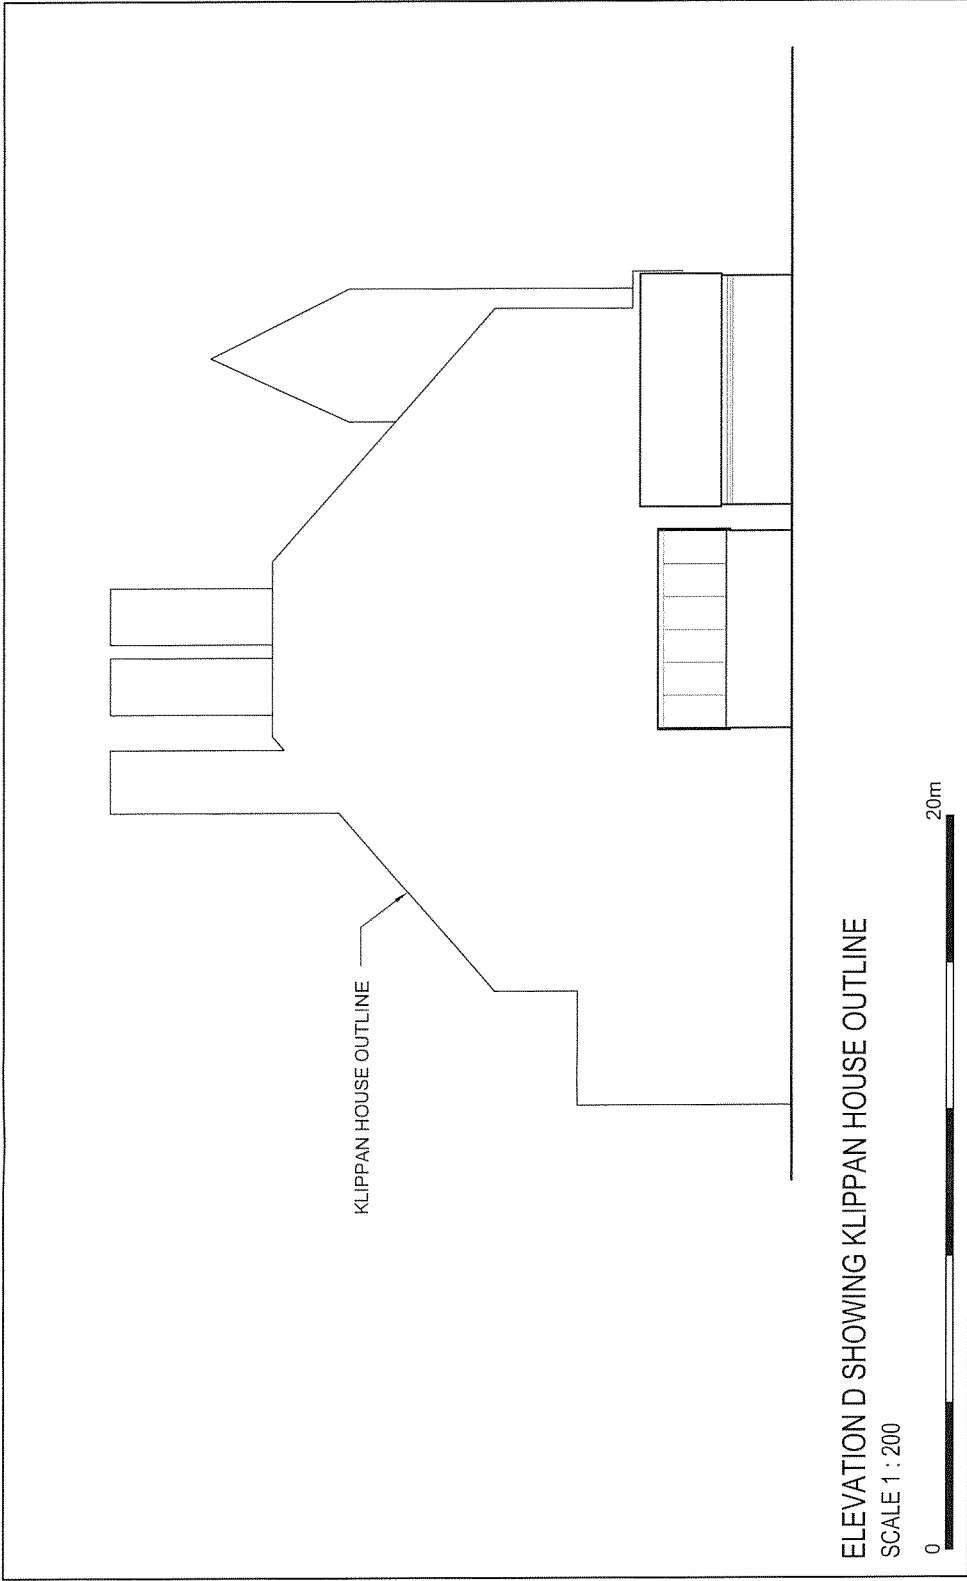 KLIPPAN HOUSE OUTLINE
ELEVATION D SHOWING KLIPPAN HOUSE OUTLINE
SCALE 1 : 200
0 20m